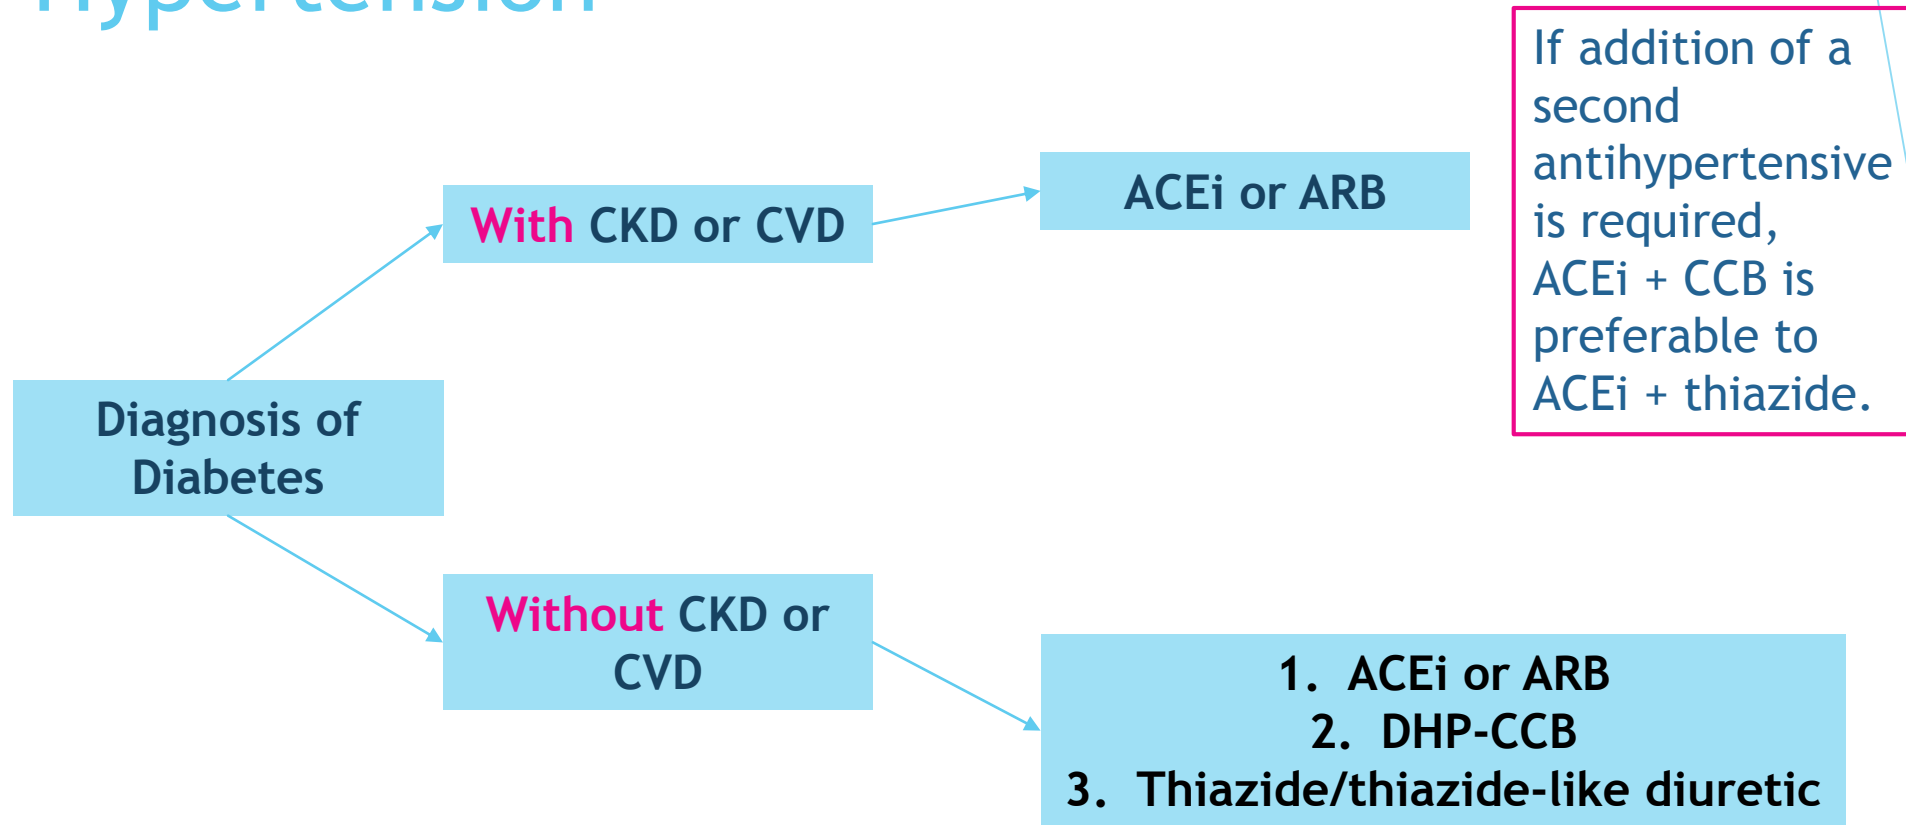 Hypertension
If addition of a
second
antihypertensive
is required,
ACEi + CCB is
preferable to
ACEi + thiazide.
With CKD or CVD
ACEi or ARB
Diagnosis of
Diabetes
Without CKD or
CVD
1. ACEi or ARB
2. DHP-CCB
3. Thiazide/thiazide-like diuretic